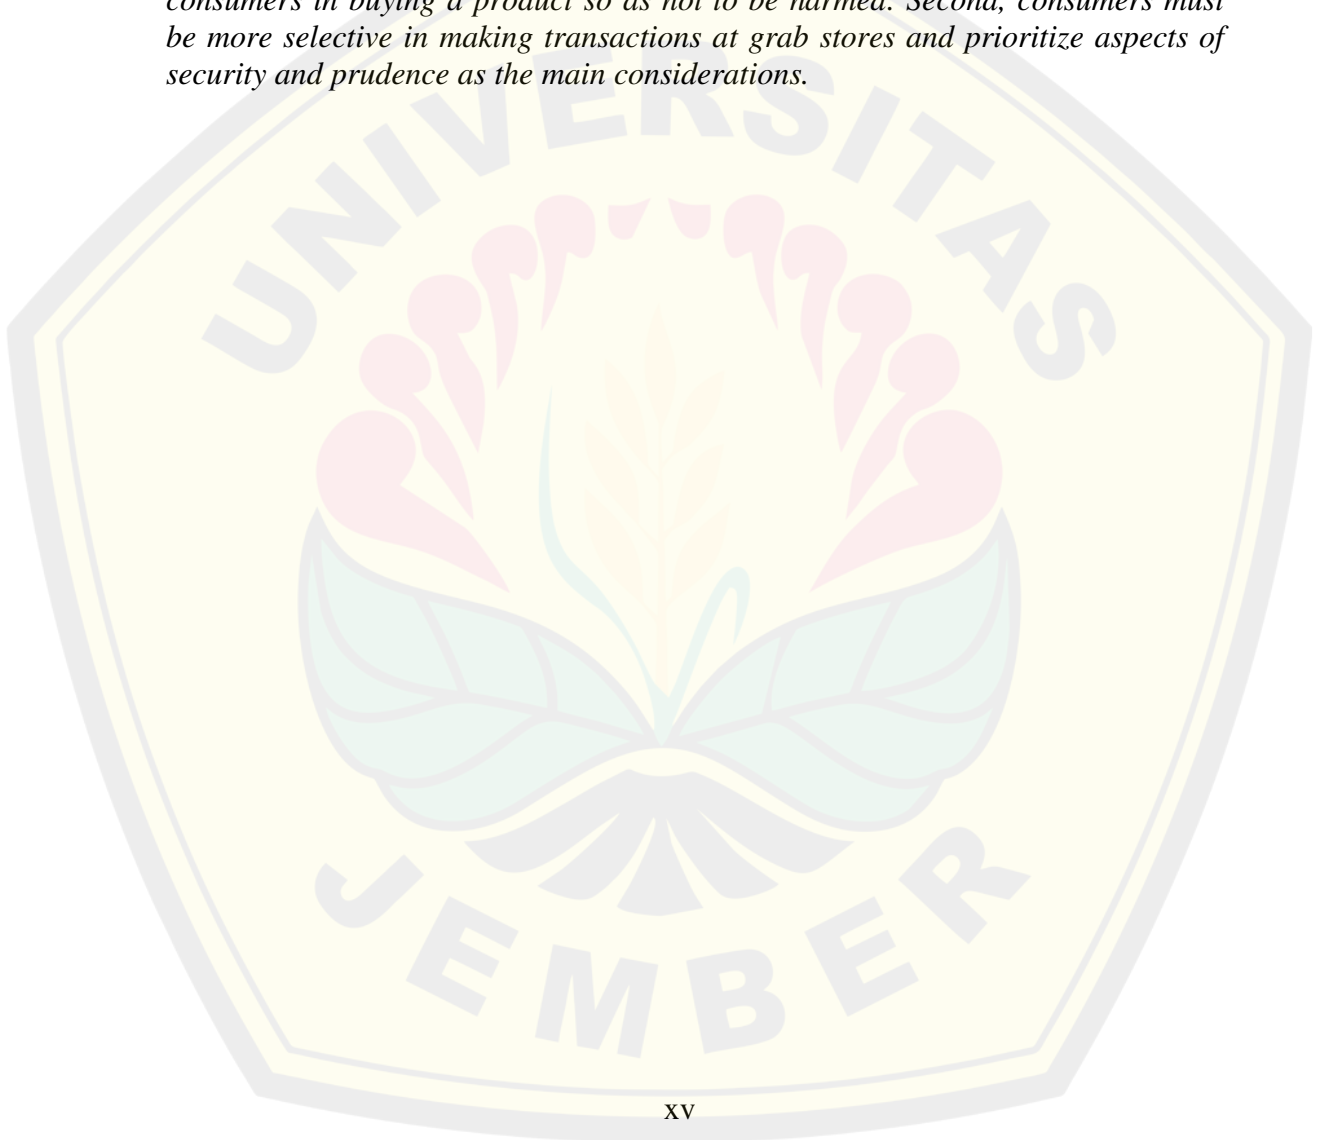 consumers in buying a product so as not to be harmed. Second, consumers must
be more selective in making transactions at grab stores and prioritize aspects of
security and prudence as the main considerations.
UNIVERSITAS
JEMBER
xv